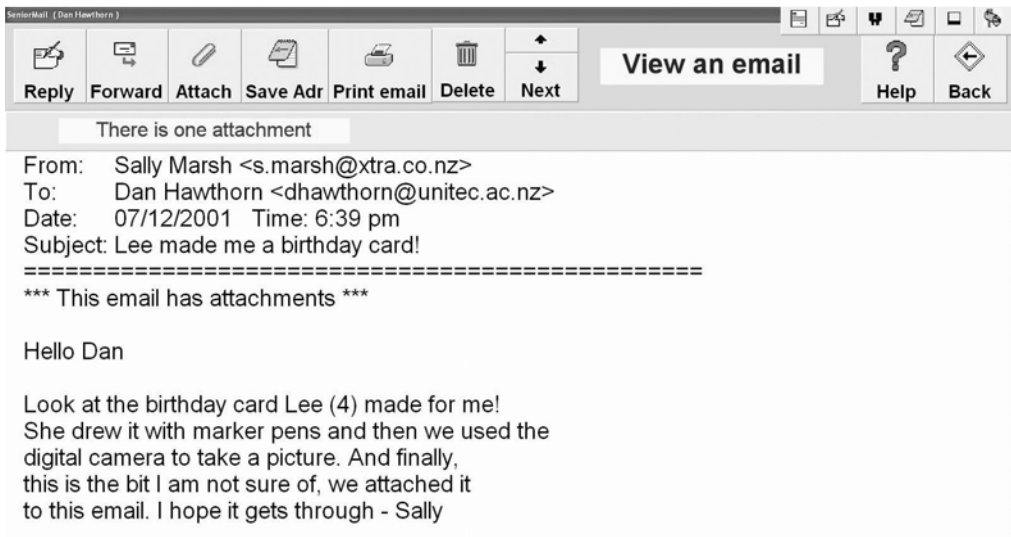 SeniorMail ( Dan Hawthorn )
Reply Forward Attach Save Adr Print email Delete Next View an email Help Back
There is one attachment
From: Sally Marsh <s.marsh@xtra.co.nz>
To: Dan Hawthorn <dhawthorn@unitec.ac.nz>
Date: 07/12/2001 Time: 6:39 pm
Subject: Lee made me a birthday card!
=================================================
*** This email has attachments ***
Hello Dan
Look at the birthday card Lee (4) made for me!
She drew it with marker pens and then we used the
digital camera to take a picture. And finally,
this is the bit I am not sure of, we attached it
to this email. I hope it gets through - Sally